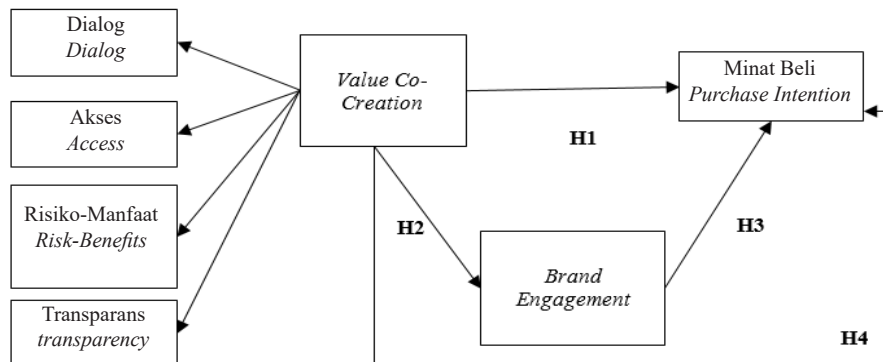 Dialog
Dialog
Akses
Access
Risiko-Manfaat
Risk-Benefits
Transparans
transparency
Value Co-
Creation
Minat Beli
Purchase Intention
H1
H2
Brand
Engagement
H3
H4